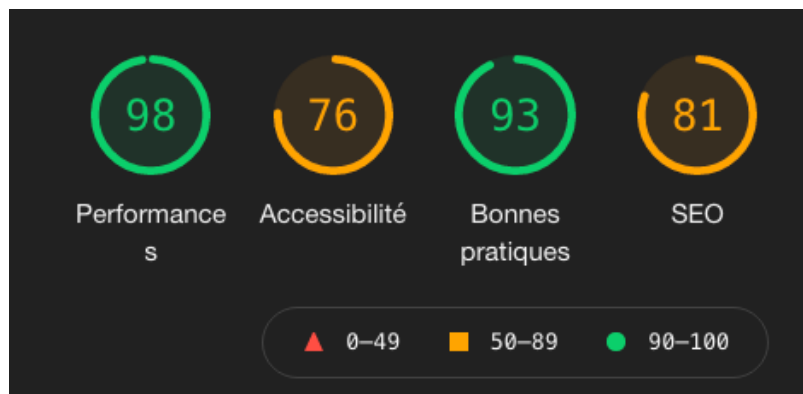 98
76
93
81
Performance
s
Accessibilité
Bonnes
pratiques
SEO
0–49
50–89
90–100